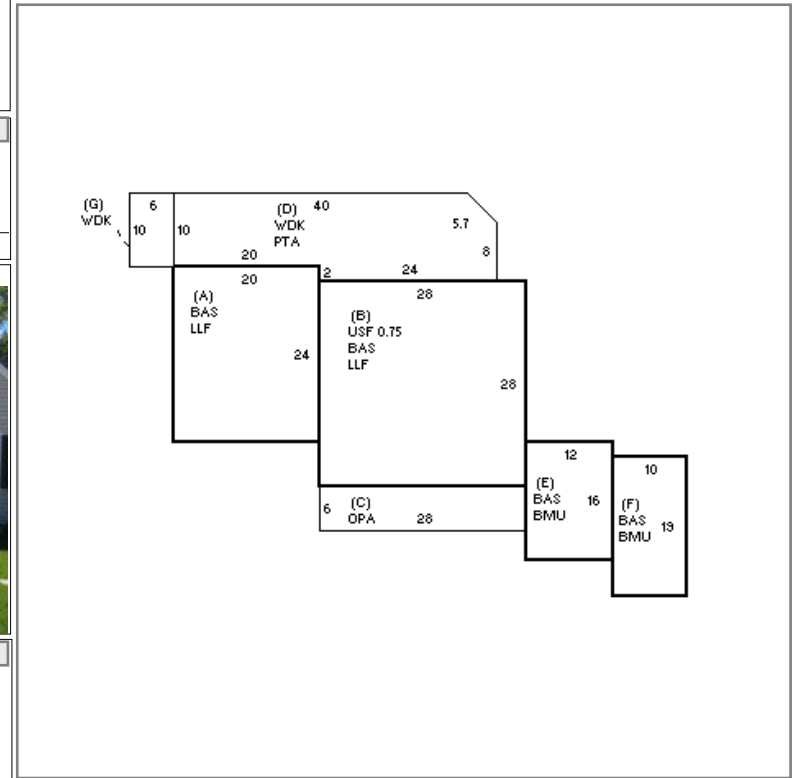 (G)
WDK
6
10
10
(D)
WDK
PTA
40
5.7
8
20
2
24
20
(A)
BAS
LLF
24
28
(B)
USF 0.75
BAS
LLF
28
6
(C)
OPA
28
12
(E)
BAS
BMU
16
10
(F)
BAS
BMU
19